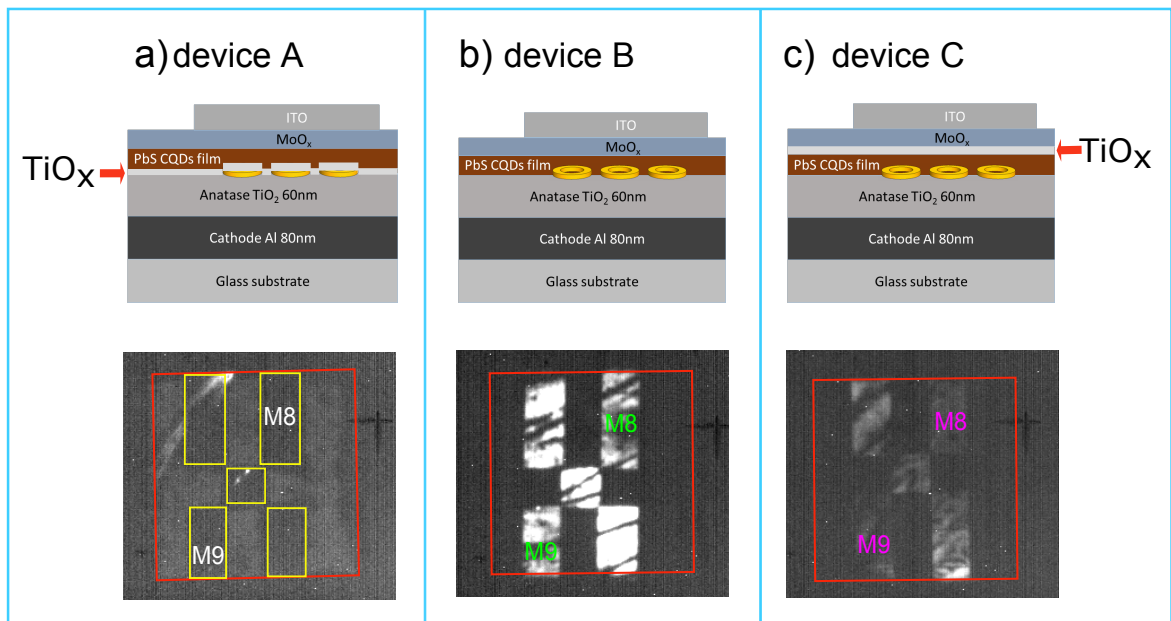 a) device A
ITO
MoOx
PbS CQDs film
TiOx
Anatase TiO2 60nm
Cathode Al 80nm
Glass substrate
M8
M9
b) device B
ITO
MoOx
PbS CQDs film
Anatase TiO2 60nm
Cathode Al 80nm
Glass substrate
M8
M9
c) device C
ITO
MoOx
TiOx
PbS CQDs film
Anatase TiO2 60nm
Cathode Al 80nm
Glass substrate
M8
M9